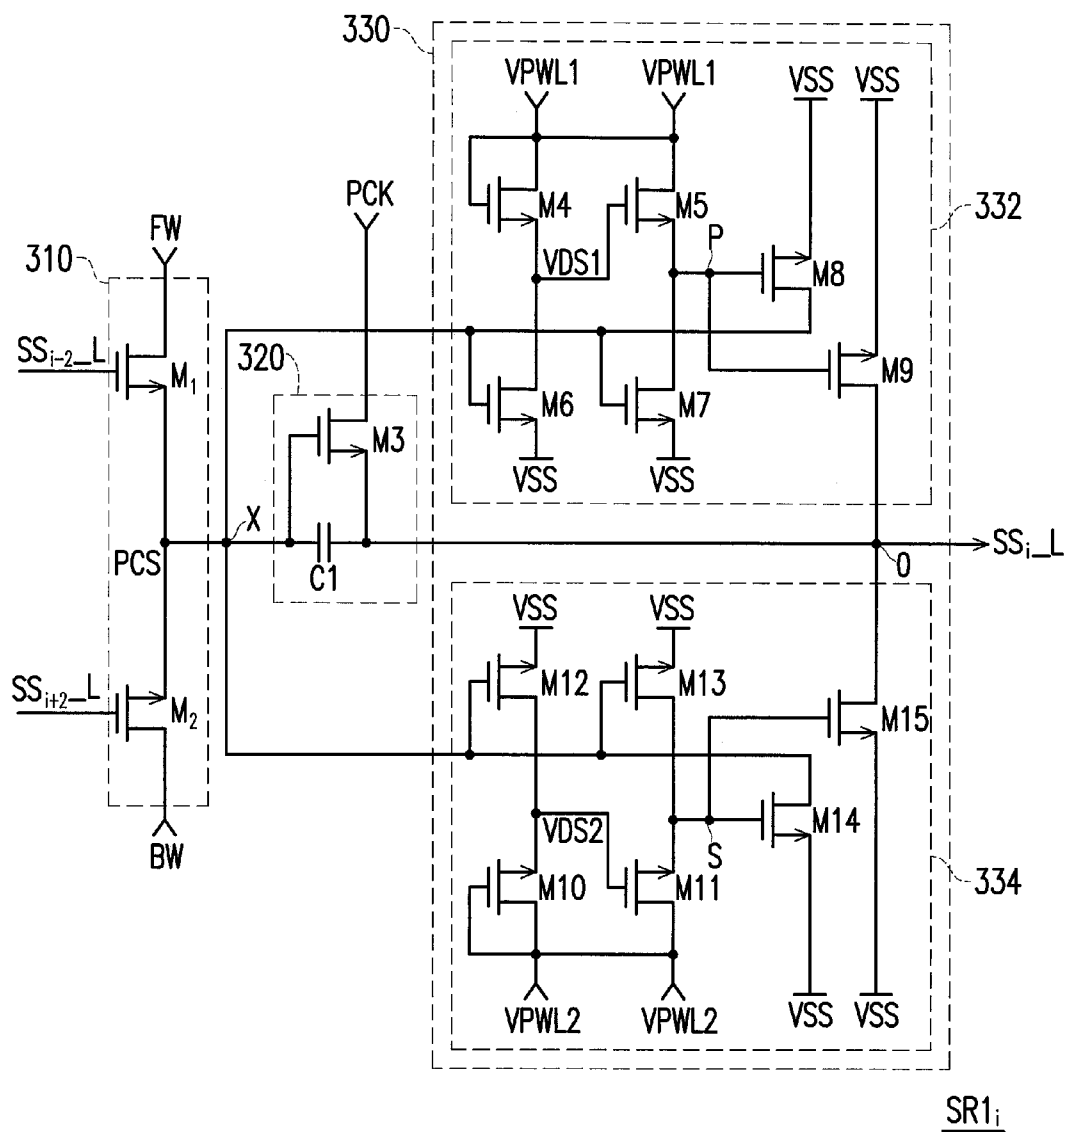 330
VPWL1 VPWL1 VSS VSS
PCK
M4 M5
332
FW
310
P
VDS1
M8
SSi-2_L
M1
320
M9
M6 M7
M3
VSS VSS
X
PCS
C1
O
SSi_L
VSS VSS
SSi+2_L
M12 M13
M2
M15
VDS2
M14
BW
S
M10 M11
334
VPWL2 VPWL2 VSS VSS
SR1i